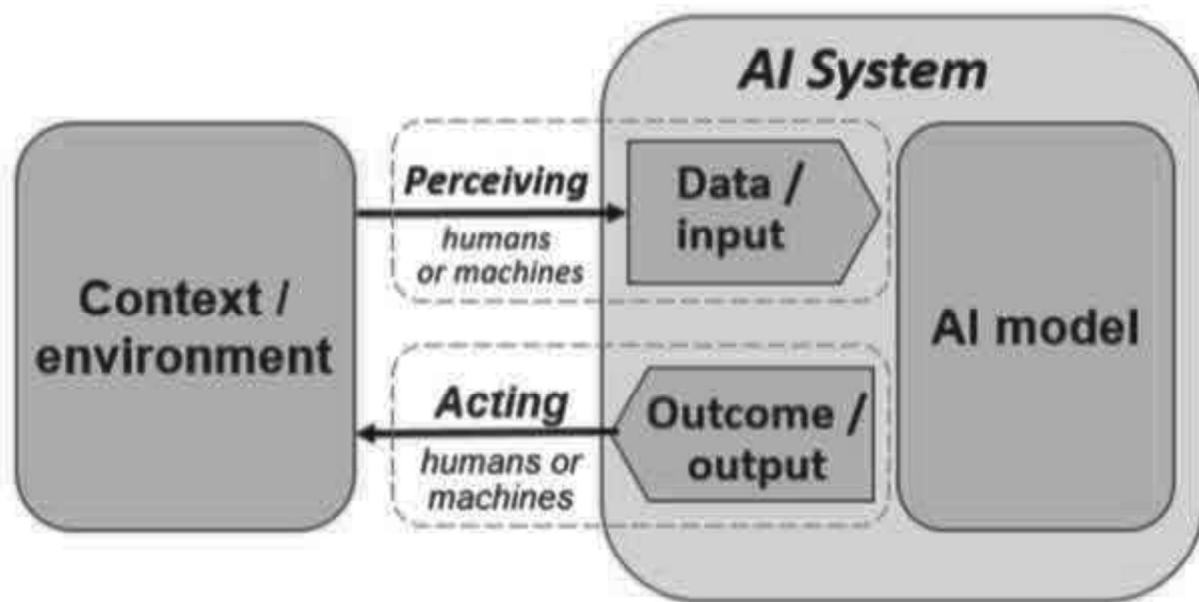 AI System
Perceiving
humans
or machines
Data /
input
Context /
environment
AI model
Acting
humans or
machines
Outcome /
output